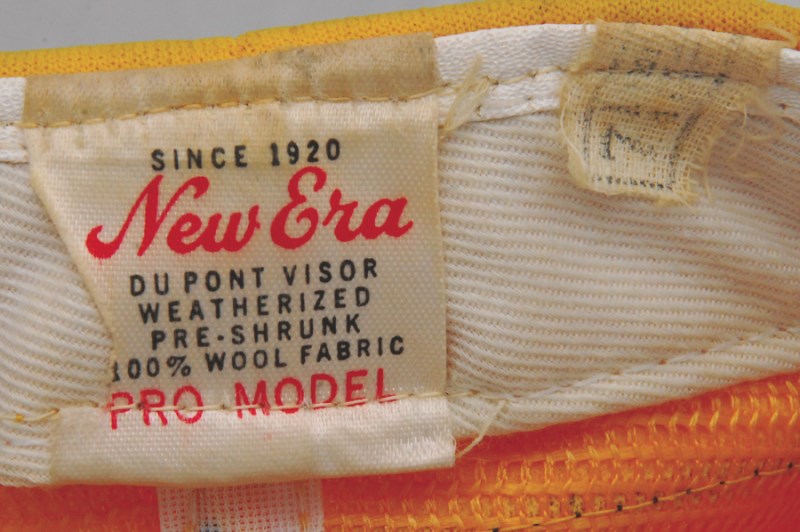 SINCE 1920
New Era
DU PONT VISOR
WEATHERIZED
PRE-SHRUNK
100% WOOL FABRIC
PRO MODEL